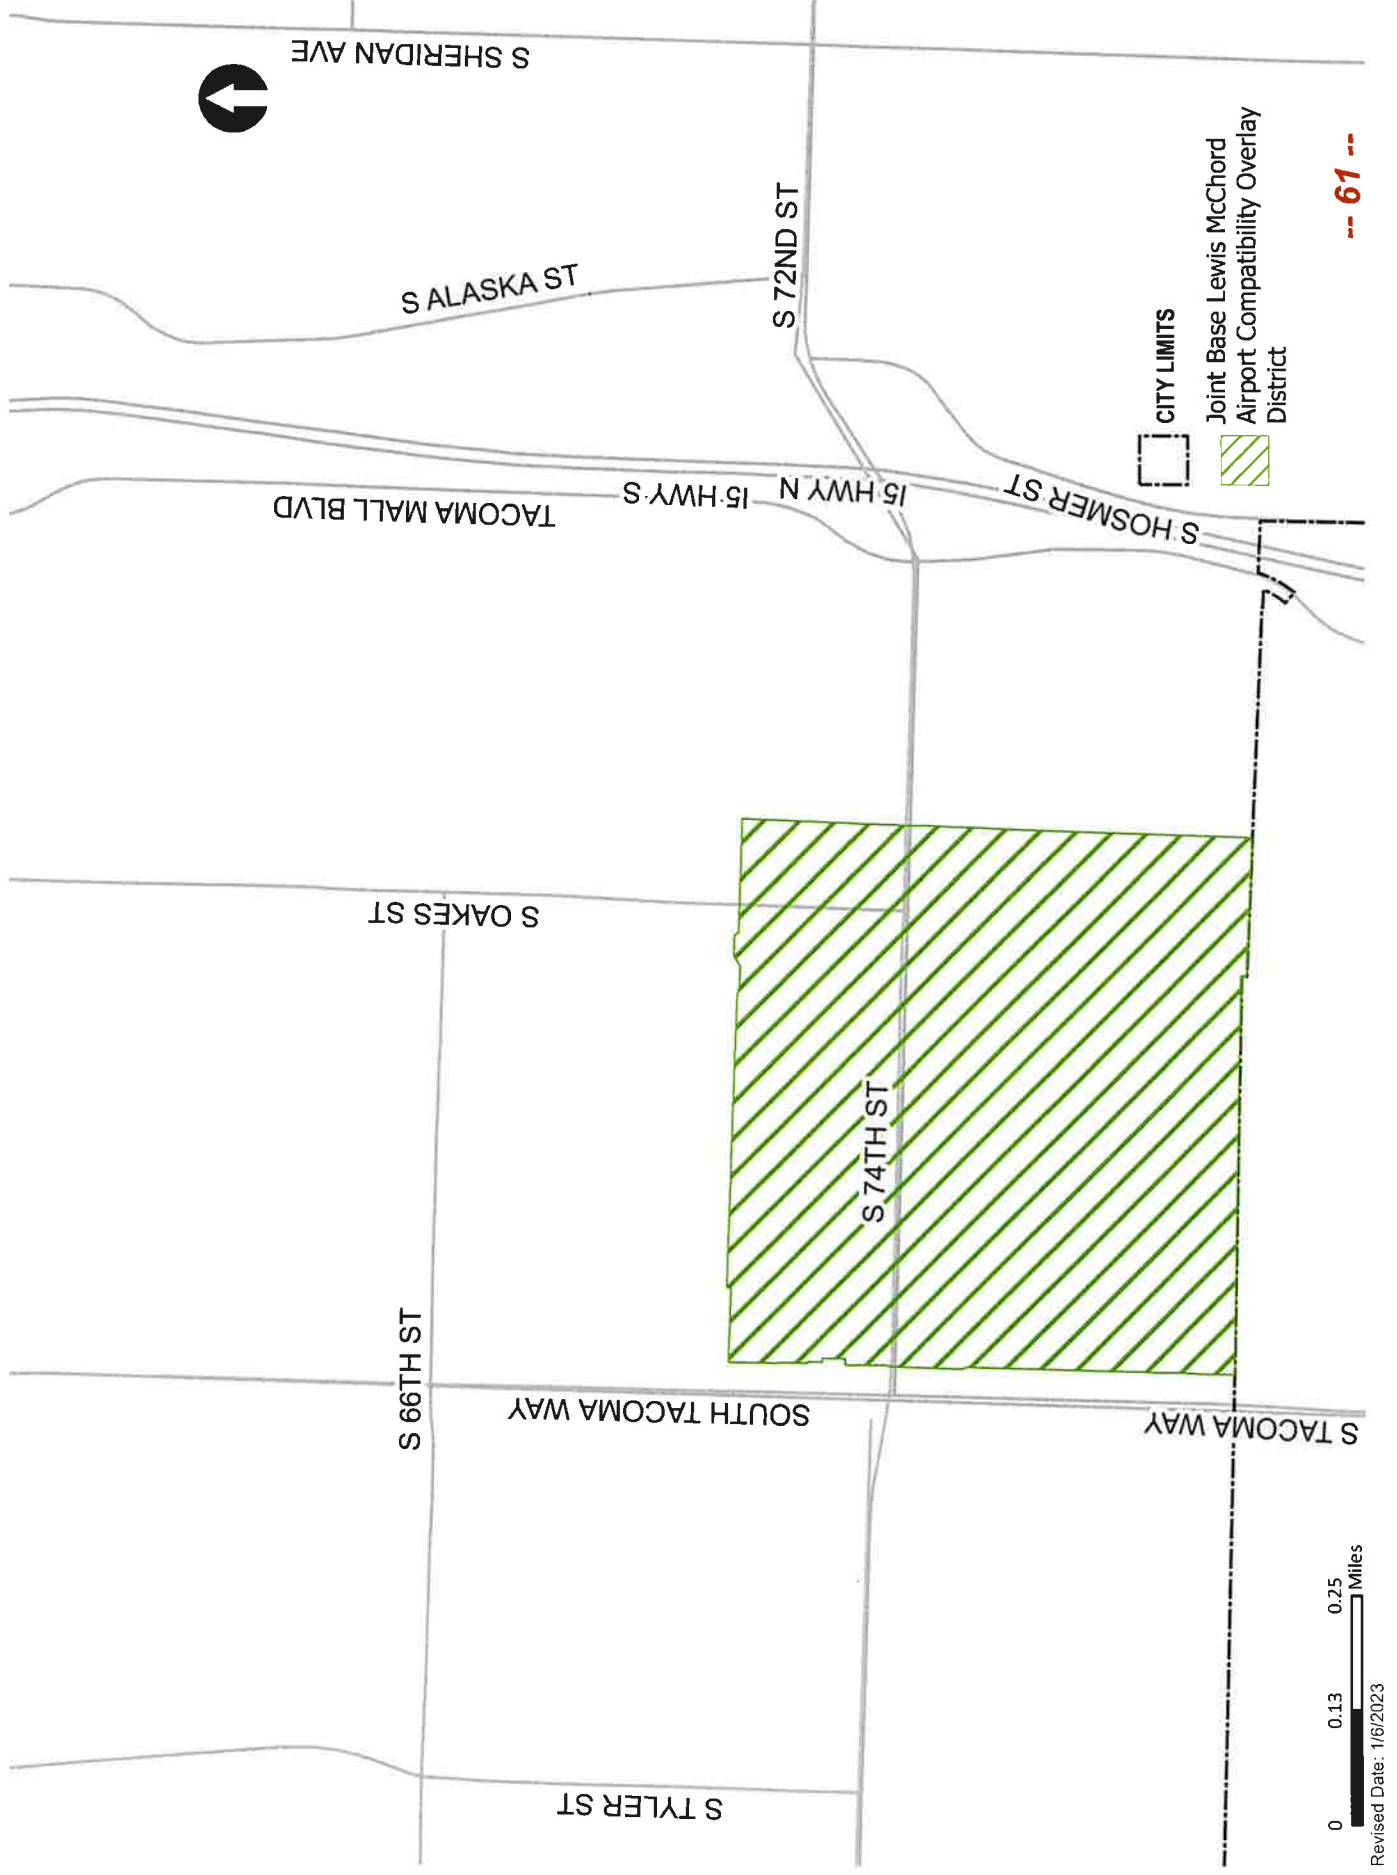 S SHERIDAN AVE
S ALASKA ST
S 72ND ST
TACOMA MALL BLVD
I5 HWY S
I5 HWY N
S HOSMER ST
S OAKES ST
S 74TH ST
S 66TH ST
SOUTH TACOMA WAY
S TACOMA WAY
S TYLER ST
CITY LIMITS
Joint Base Lewis McChord
Airport Compatibility Overlay
District
0 0.13 0.25
Miles
Revised Date: 1/6/2023
-- 61 --